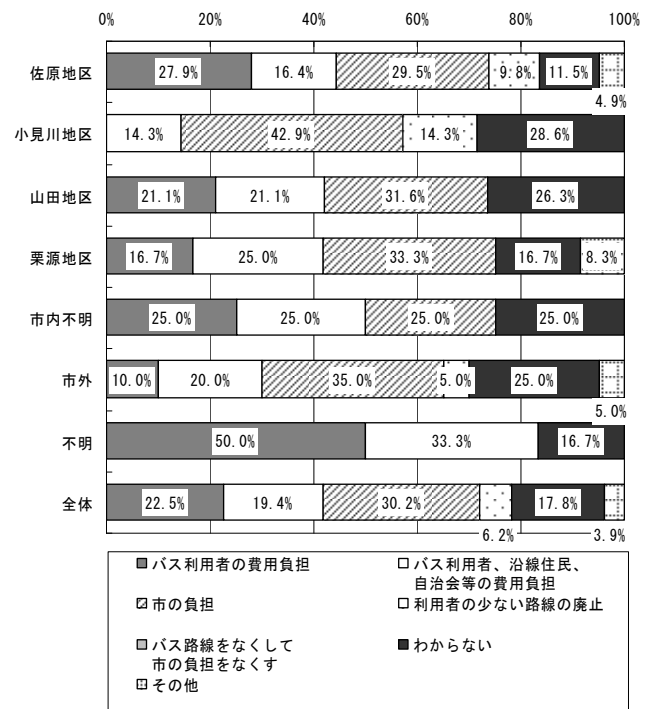 0% 20% 40% 60% 80% 100%
佐原地区 27.9% 16.4% 29.5% 9.8% 11.5%
4.9%
小見川地区 14.3% 42.9% 14.3% 28.6%
山田地区 21.1% 21.1% 31.6% 26.3%
栗源地区 16.7% 25.0% 33.3% 16.7% 8.3%
市内不明 25.0% 25.0% 25.0% 25.0%
市外 10.0% 20.0% 35.0% 5.0% 25.0%
5.0%
不明 50.0% 33.3% 16.7%
全体 22.5% 19.4% 30.2% 17.8%
6.2% 3.9%
バス利用者の費用負担
バス利用者、沿線住民、
自治会等の費用負担
市の負担
利用者の少ない路線の廃止
バス路線をなくして
市の負担をなくす
わからない
その他